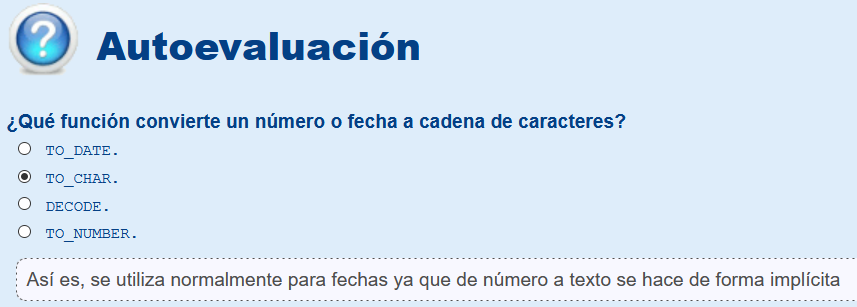 Autoevaluación
¿Qué función convierte un número o fecha a cadena de caracteres?
TO_DATE.
TO_CHAR.
DECODE.
TO_NUMBER.
Así es, se utiliza normalmente para fechas ya que de número a texto se hace de forma implícita